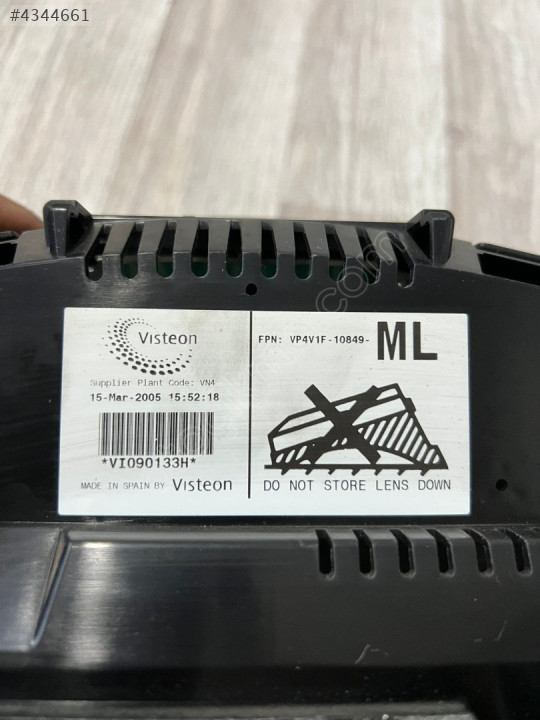 #4344661
Visteon
Supplier Plant Code: VN4
15-Mar-2005 15:52:18
*VI090133H*
MADE IN SPAIN BY Visteon
FPN: VP4V1F-10849- ML
DO NOT STORE LENS DOWN
.com